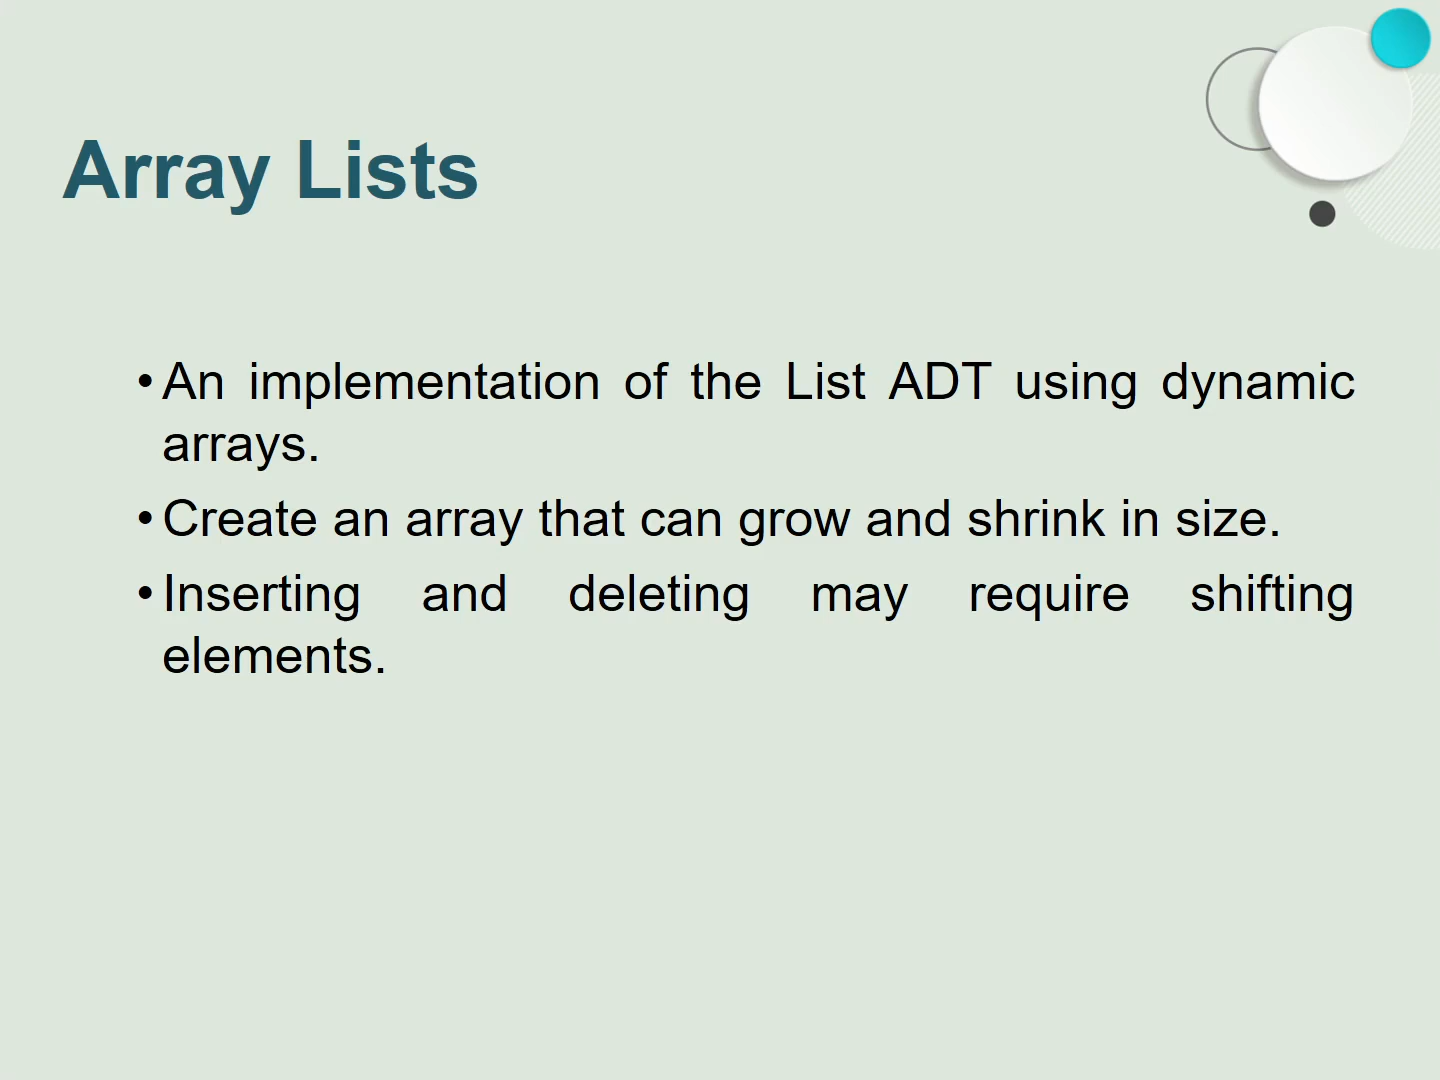 Array Lists
•An implementation of the List ADT using dynamic
arrays.
•Create an array that can grow and shrink in size.
•Inserting and deleting may require shifting
elements.